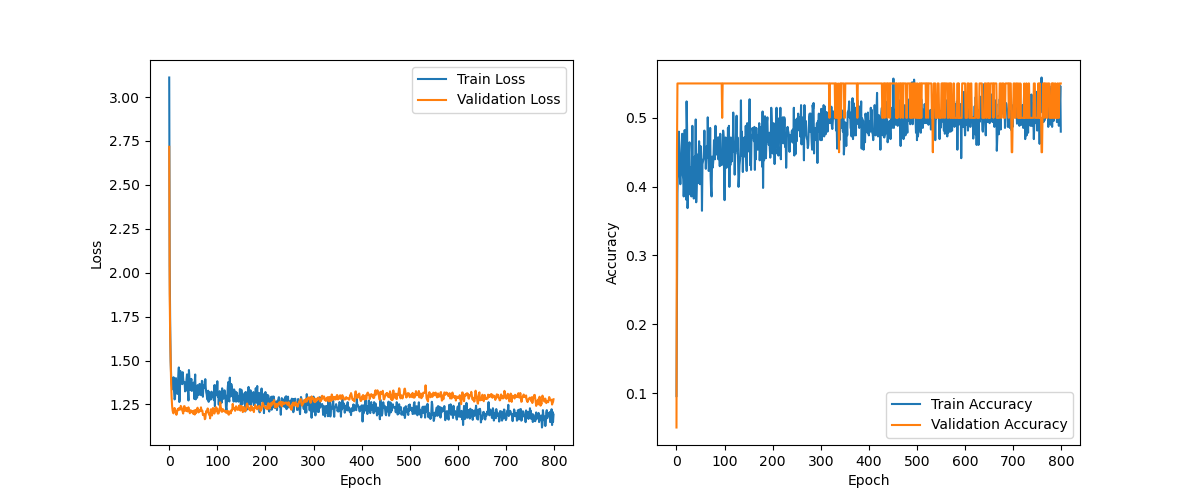 3.00
2.75
2.50
2.25
2.00
1.75
1.50
1.25
Loss
0 100 200 300 400 500 600 700 800
Epoch
Train Loss
Validation Loss
0.5
0.4
0.3
0.2
0.1
Accuracy
0 100 200 300 400 500 600 700 800
Epoch
Train Accuracy
Validation Accuracy